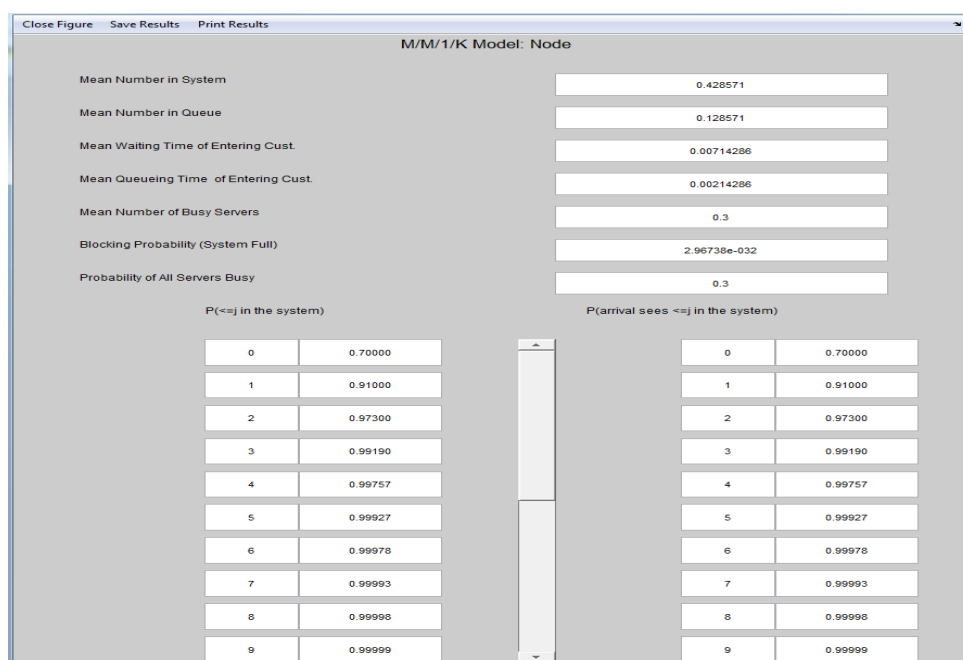 Close Figure Save Results Print Results
M/M/1/K Model: Node
Mean Number in System 0.428571
Mean Number in Queue 0.128571
Mean Waiting Time of Entering Cust. 0.00714286
Mean Queueing Time of Entering Cust. 0.00214286
Mean Number of Busy Servers 0.3
Blocking Probability (System Full) 2.96738e-032
Probability of All Servers Busy 0.3
P(<=j in the system) P(arrival sees <=j in the system)
0 0.70000 0 0.70000
1 0.91000 1 0.91000
2 0.97300 2 0.97300
3 0.99190 3 0.99190
4 0.99757 4 0.99757
5 0.99927 5 0.99927
6 0.99978 6 0.99978
7 0.99993 7 0.99993
8 0.99998 8 0.99998
9 0.99999 9 0.99999